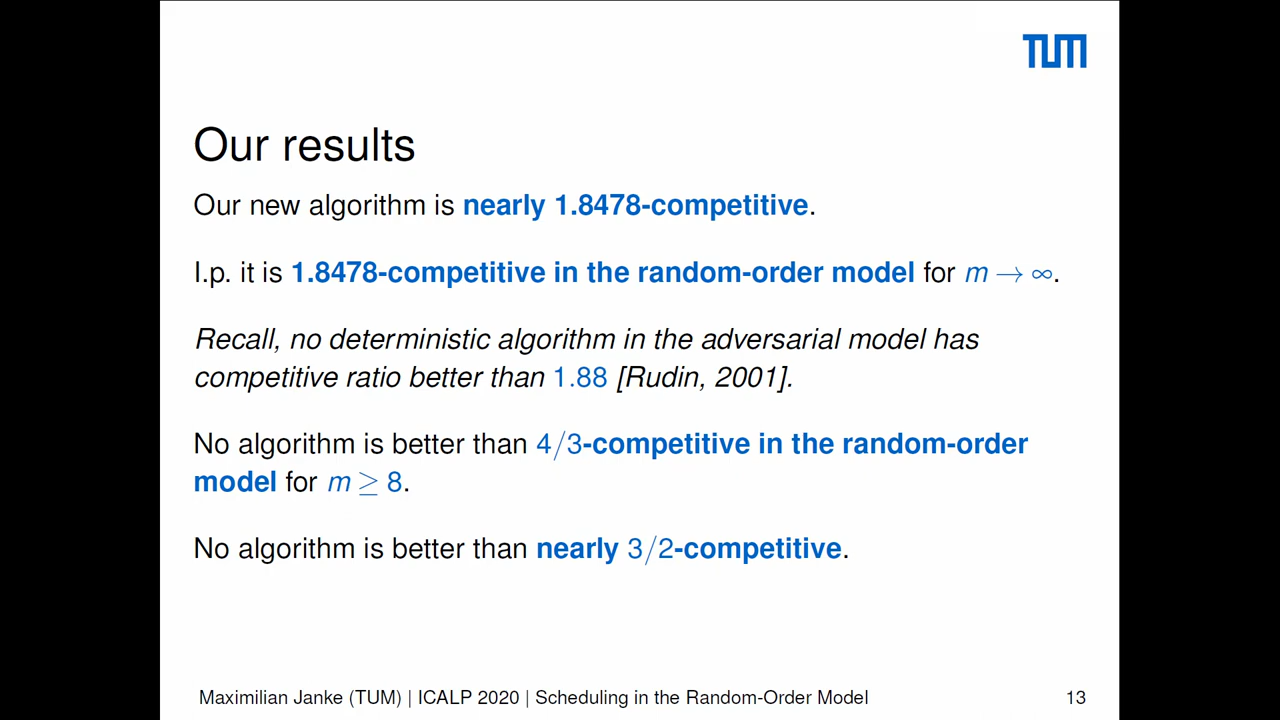 TUM
Our results
Our new algorithm is nearly 1.8478-competitive.
I.p. it is 1.8478-competitive in the random-order model for m → ∞.
Recall, no deterministic algorithm in the adversarial model has
competitive ratio better than 1.88 [Rudin, 2001].
No algorithm is better than 4/3-competitive in the random-order
model for m ≥ 8.
No algorithm is better than nearly 3/2-competitive.
Maximilian Janke (TUM) | ICALP 2020 | Scheduling in the Random-Order Model 13